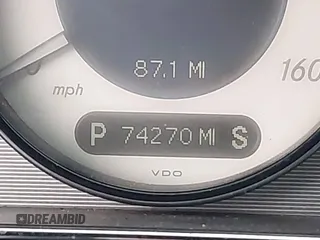 87.1 MI
160
mph
P 74270 MI S
VDO
DREAMBID